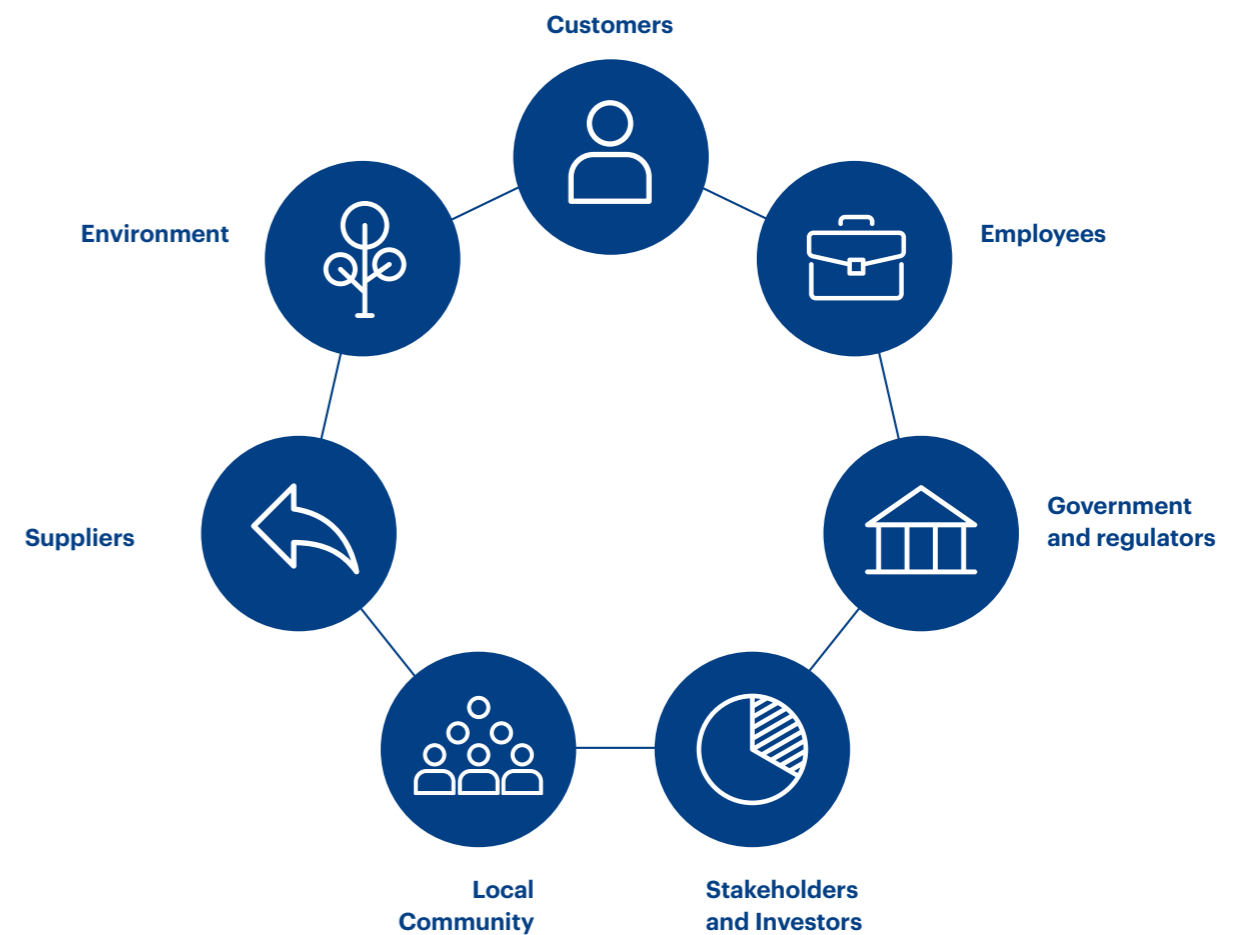 Customers
Environment
Employees
Suppliers
Government
and regulators
Local
Community
Stakeholders
and Investors